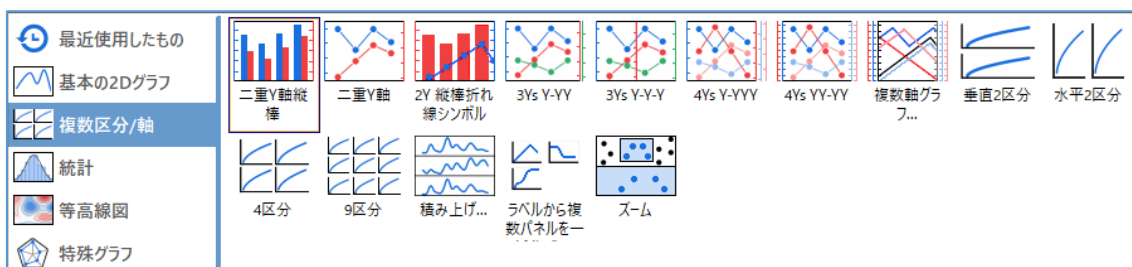 最近使用したもの
基本の2Dグラフ
複数区分/軸
統計
等高線図
特殊グラフ
二重Y軸縦
棒
二重Y軸
2Y 縦棒折れ
線シンボル
3Ys Y-YY
3Ys Y-Y-Y
4Ys Y-YYY
4Ys YY-YY
複数軸グラ
フ...
垂直2区分
水平2区分
4区分
9区分
積み上げ...
ラベルから複
数パネルを一
ズーム